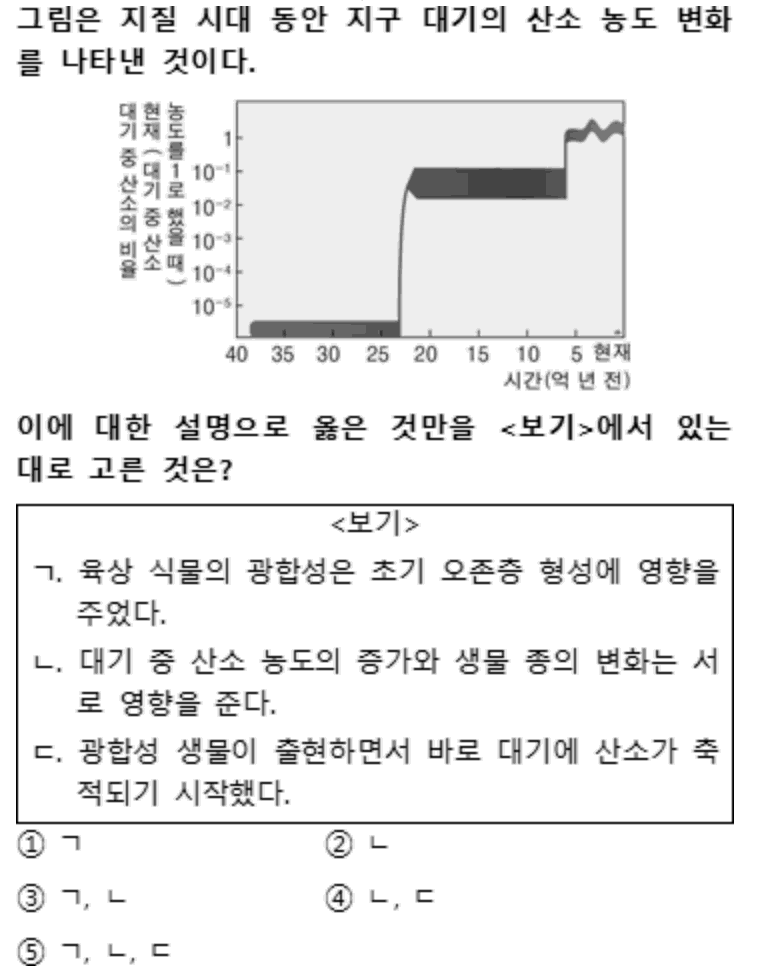 그림은 지질 시대 동안 지구 대기의 산소 농도 변화
를 나타낸 것이다.
대기 중 산소의 비율
현재(대기 중 산소
농도를 1로 했을 때)
1
10⁻¹
10⁻²
10⁻³
10⁻⁴
10⁻⁵
40 35 30 25 20 15 10 5 현재
시간(억 년 전)
이에 대한 설명으로 옳은 것만을 <보기>에서 있는
대로 고른 것은?
<보기>
ㄱ. 육상 식물의 광합성은 초기 오존층 형성에 영향을
주었다.
ㄴ. 대기 중 산소 농도의 증가와 생물 종의 변화는 서
로 영향을 준다.
ㄷ. 광합성 생물이 출현하면서 바로 대기에 산소가 축
적되기 시작했다.
① ㄱ ② ㄴ
③ ㄱ, ㄴ ④ ㄴ, ㄷ
⑤ ㄱ, ㄴ, ㄷ